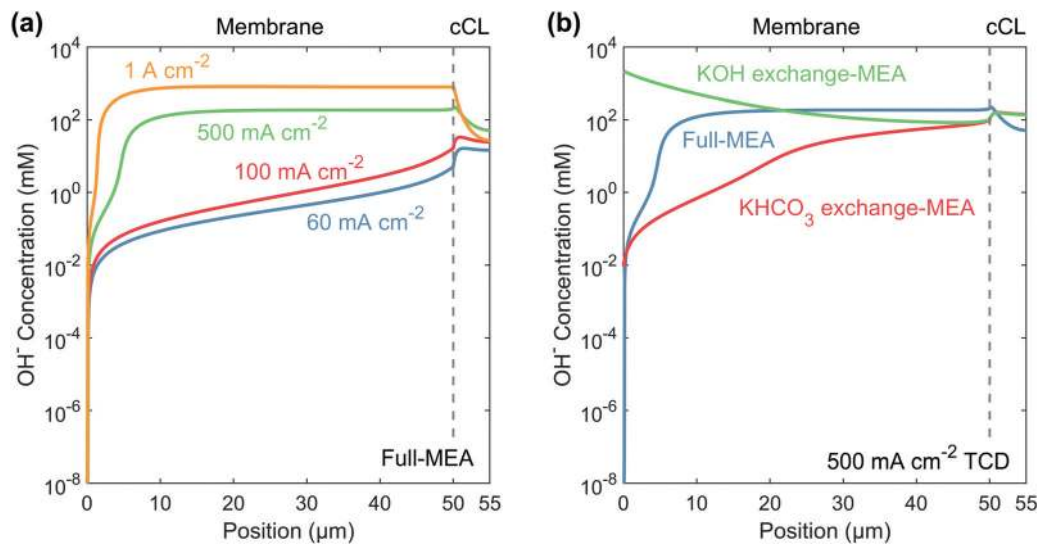 (a)
Membrane
cCL
OH⁻ Concentration (mM)
10⁴
10²
10⁰
10⁻²
10⁻⁴
10⁻⁶
10⁻⁸
1 A cm⁻²
500 mA cm⁻²
100 mA cm⁻²
60 mA cm⁻²
Full-MEA
0 10 20 30 40 50 55
Position (μm)
(b)
Membrane
cCL
OH⁻ Concentration (mM)
10⁴
10²
10⁰
10⁻²
10⁻⁴
10⁻⁶
10⁻⁸
KOH exchange-MEA
Full-MEA
KHCO₃ exchange-MEA
500 mA cm⁻² TCD
0 10 20 30 40 50 55
Position (μm)